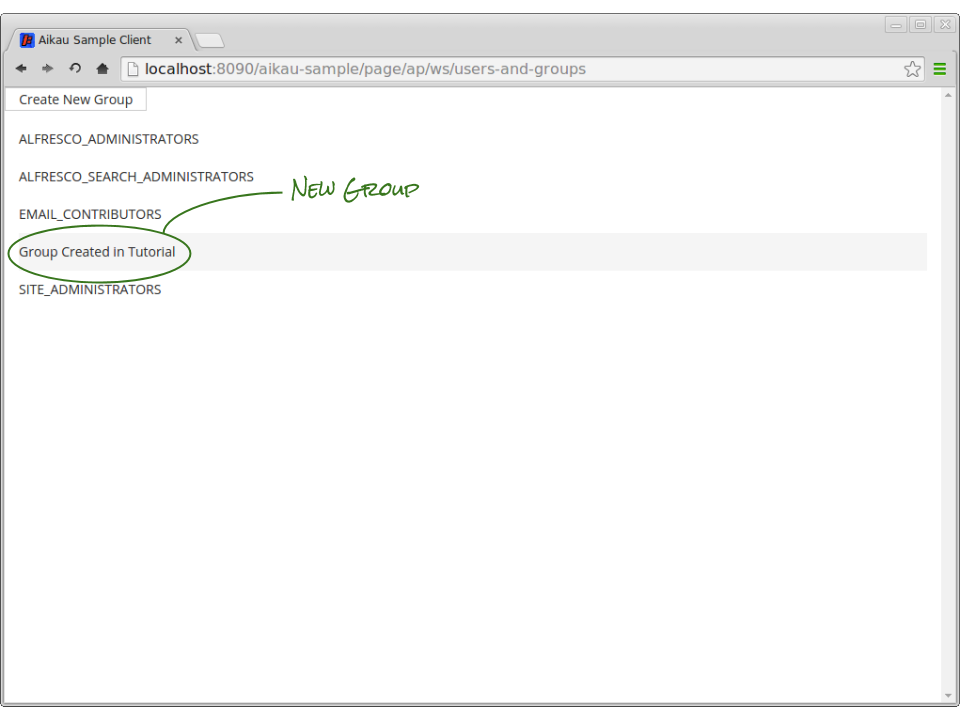 Aikau Sample Client
localhost:8090/aikau-sample/page/ap/ws/users-and-groups
Create New Group
ALFRESCO_ADMINISTRATORS
ALFRESCO_SEARCH_ADMINISTRATORS
New Group
EMAIL_CONTRIBUTORS
Group Created in Tutorial
SITE_ADMINISTRATORS